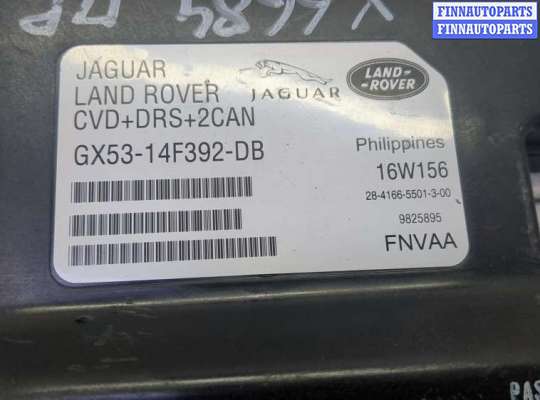 FINNAUTOPARTS
FINNAUTOPARTS
JAGUAR
LAND ROVER
CVD+DRS+2CAN
JAGUAR
LAND-
-ROVER
GX53-14F392-DB
Philippines
16W156
28-4166-5501-3-00
9825895
FNVAA
PAS